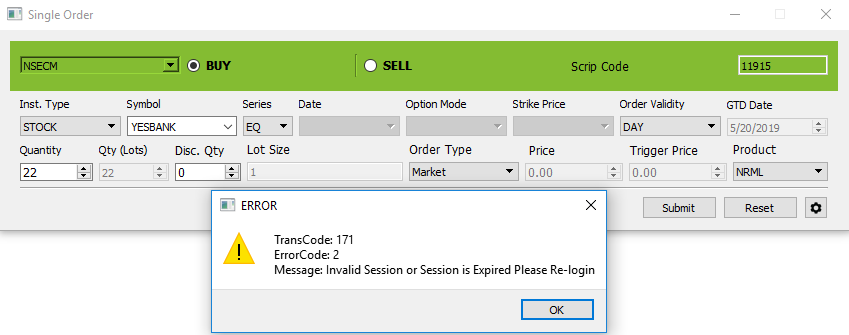 Single Order
NSECM BUY SELL Scrip Code 11915
Inst. Type Symbol Series Date Option Mode Strike Price Order Validity GTD Date
STOCK YESBANK EQ DAY 5/20/2019
Quantity Qty (Lots) Disc. Qty Lot Size Order Type Price Trigger Price Product
22 22 0 1 Market 0.00 0.00 NRML
Submit Reset
ERROR
TransCode: 171
ErrorCode: 2
Message: Invalid Session or Session is Expired Please Re-login
OK